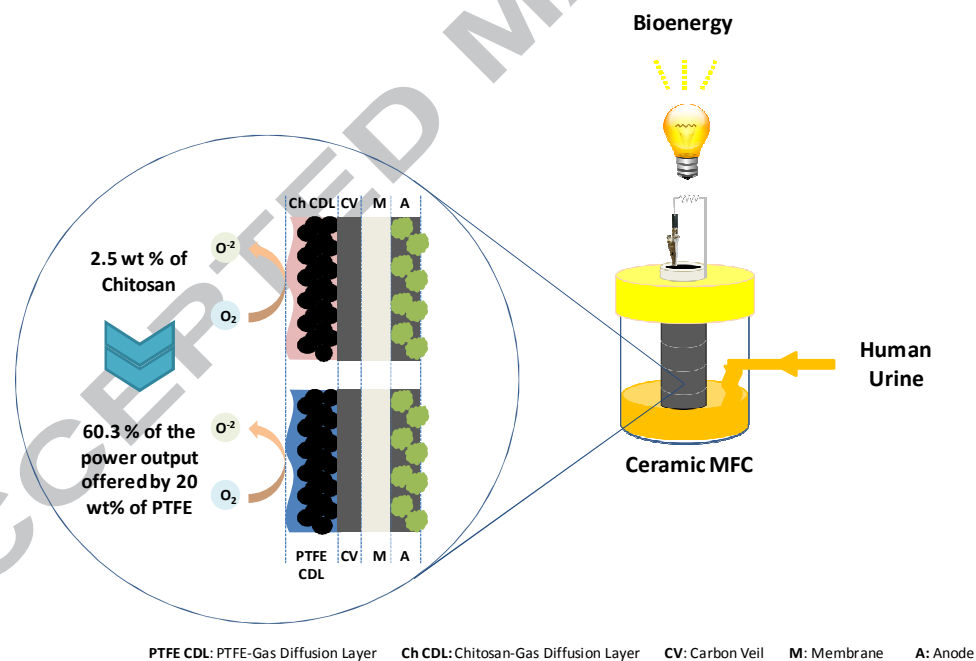 CCEPTED MA
Bioenergy
Ch CDL CV M A
2.5 wt % of
Chitosan
O-2
O2
60.3 % of the
power output
offered by 20
wt% of PTFE
O-2
O2
PTFE CV M A
CDL
Human
Urine
Ceramic MFC
PTFE CDL: PTFE-Gas Diffusion Layer Ch CDL: Chitosan-Gas Diffusion Layer CV: Carbon Veil M: Membrane A: Anode